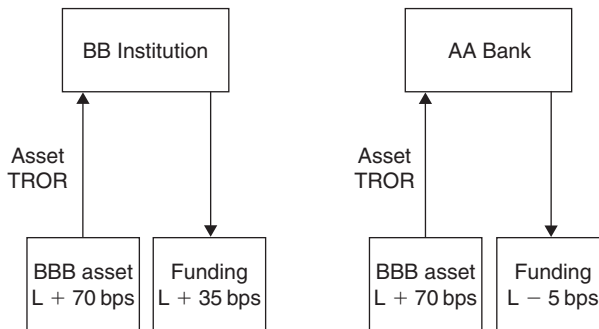 BB Institution
AA Bank
Asset
TROR
Asset
TROR
BBB asset
L + 70 bps
Funding
L + 35 bps
BBB asset
L + 70 bps
Funding
L − 5 bps